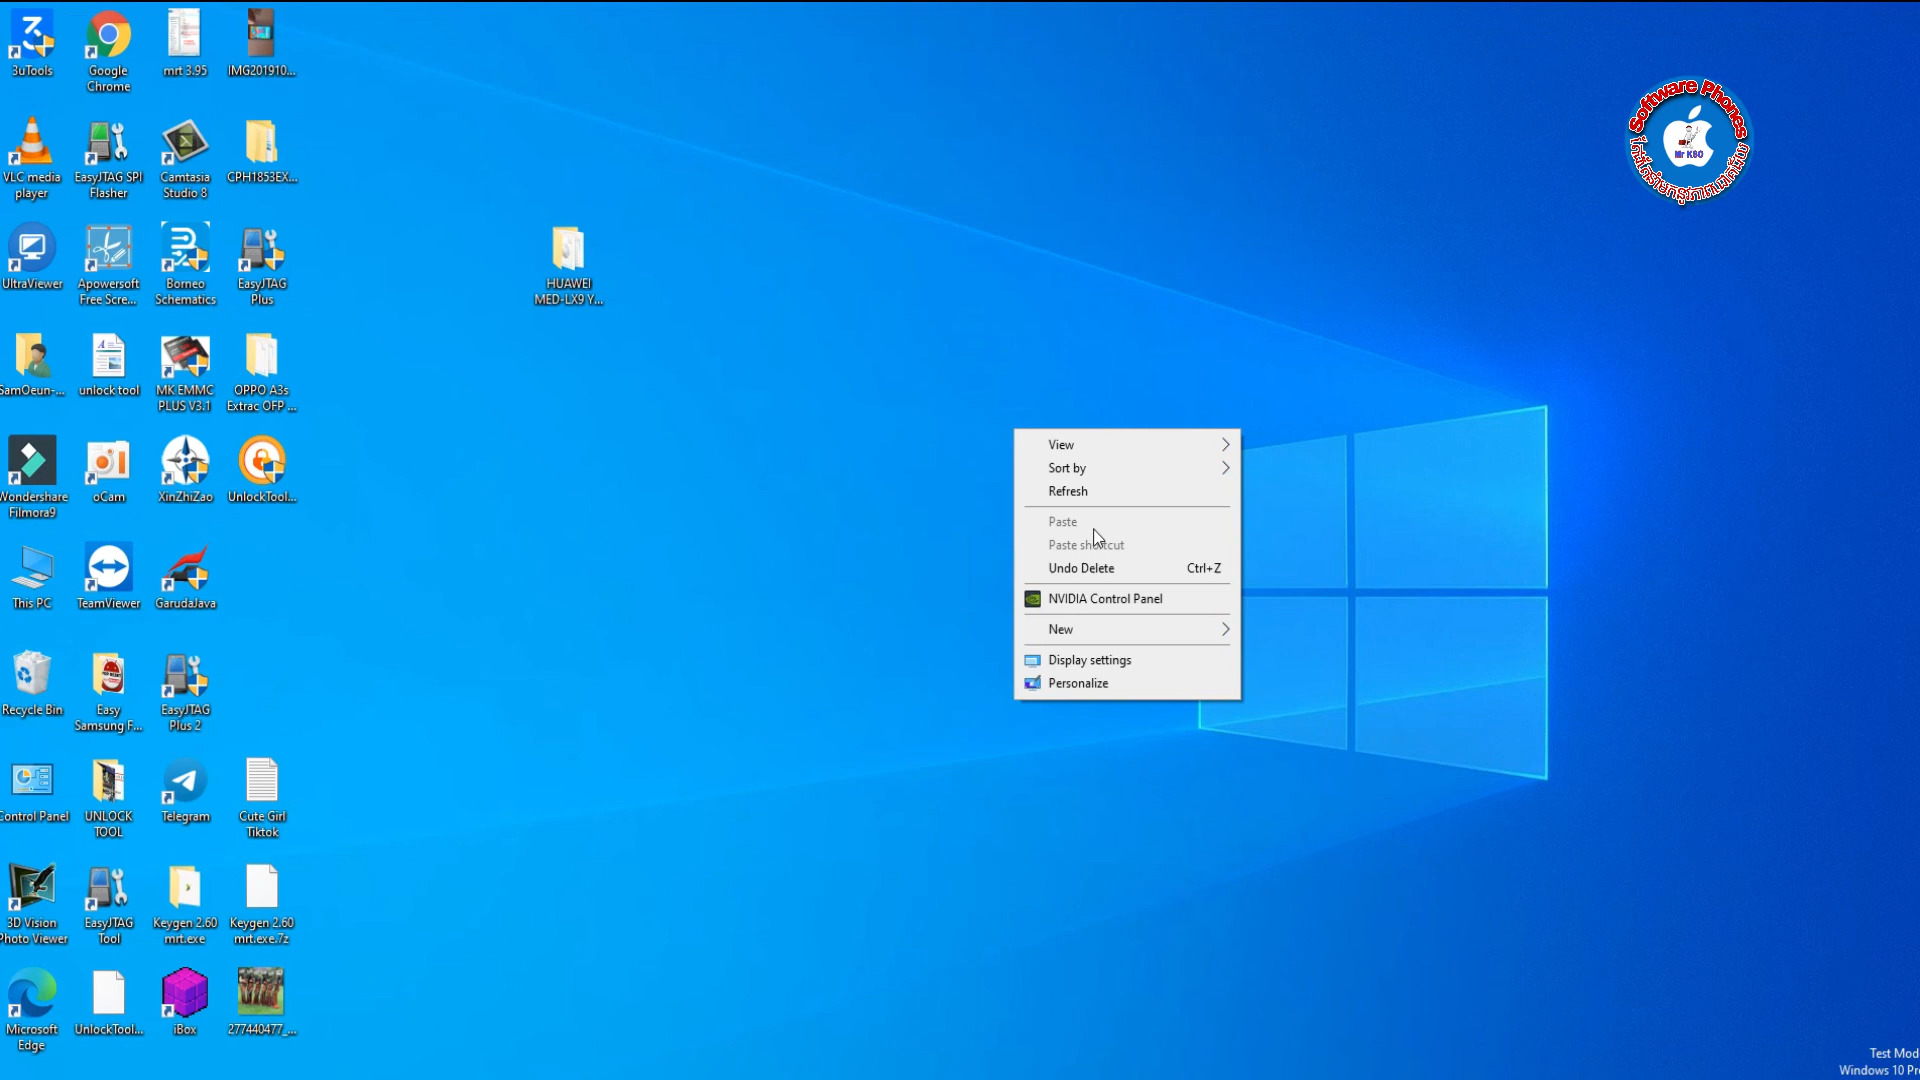 3uTools
Google
Chrome
mrt 3.95
IMG201910...
VLC media
player
EasyJTAG SPI
Flasher
Camtasia
Studio 8
CPH1853EX...
UltraViewer
Apowersoft
Free Scre...
Borneo
Schematics
EasyJTAG
Plus
HUAWEI
MED-LX9 Y...
SamOeun-...
unlock tool
MK EMMC
PLUS V3.1
OPPO A3s
Extrac OFP ...
Wondershare
Filmora9
oCam
XinZhiZao
UnlockTool...
This PC
TeamViewer
GarudaJava
Recycle Bin
Easy
Samsung F...
EasyJTAG
Plus 2
Control Panel
UNLOCK
TOOL
Telegram
Cute Girl
Tiktok
3D Vision
Photo Viewer
EasyJTAG
Tool
Keygen 2.60
mrt.exe
Keygen 2.60
mrt.exe.7z
Microsoft
Edge
UnlockTool...
iBox
277440477_...
View
Sort by
Refresh
Paste
Paste shortcut
Undo Delete Ctrl+Z
NVIDIA Control Panel
New
Display settings
Personalize
Software Phones
Mr KSO
Test Mod
Windows 10 Pr